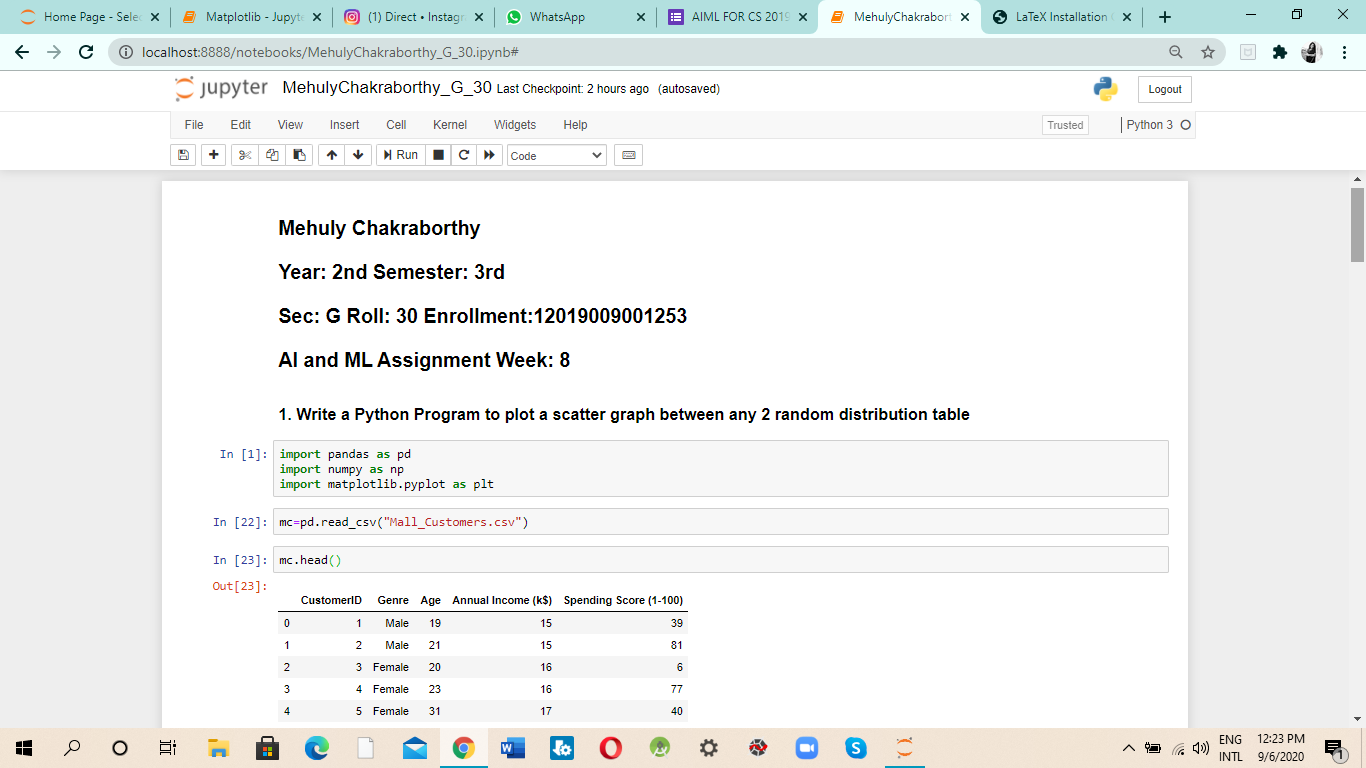 Home Page - Selec
Matplotlib - Jupyte
(1) Direct • Instagr
WhatsApp
AIML FOR CS 2019
MehulyChakrabort
LaTeX Installation
localhost:8888/notebooks/MehulyChakraborthy_G_30.ipynb#
jupyter MehulyChakraborthy_G_30 Last Checkpoint: 2 hours ago (autosaved)
Logout
File Edit View Insert Cell Kernel Widgets Help
Trusted
Python 3
Run
Code
Mehuly Chakraborthy
Year: 2nd Semester: 3rd
Sec: G Roll: 30 Enrollment:12019009001253
AI and ML Assignment Week: 8
1. Write a Python Program to plot a scatter graph between any 2 random distribution table
In [1]: import pandas as pd
import numpy as np
import matplotlib.pyplot as plt
In [22]: mc=pd.read_csv("Mall_Customers.csv")
In [23]: mc.head()
Out[23]:
CustomerID Genre Age Annual Income (k$) Spending Score (1-100)
0 1 Male 19 15 39
1 2 Male 21 15 81
2 3 Female 20 16 6
3 4 Female 23 16 77
4 5 Female 31 17 40
ENG
INTL
12:23 PM
9/6/2020
1